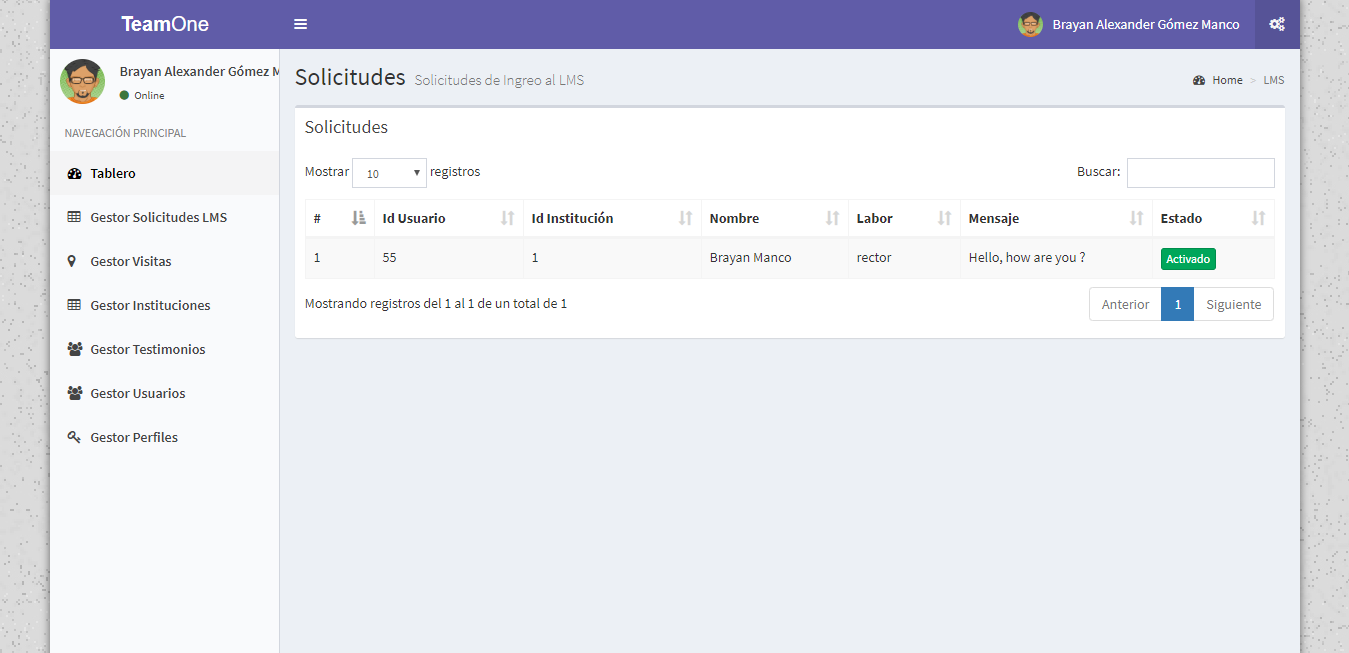 TeamOne
Brayan Alexander Gómez Manco
Brayan Alexander Gómez M
Online
NAVEGACIÓN PRINCIPAL
Tablero
Gestor Solicitudes LMS
Gestor Visitas
Gestor Instituciones
Gestor Testimonios
Gestor Usuarios
Gestor Perfiles
Solicitudes Solicitudes de Ingreo al LMS
Home > LMS
Solicitudes
Mostrar 10 registros
Buscar:
# Id Usuario Id Institución Nombre Labor Mensaje Estado
1 55 1 Brayan Manco rector Hello, how are you ? Activado
Mostrando registros del 1 al 1 de un total de 1
Anterior 1 Siguiente